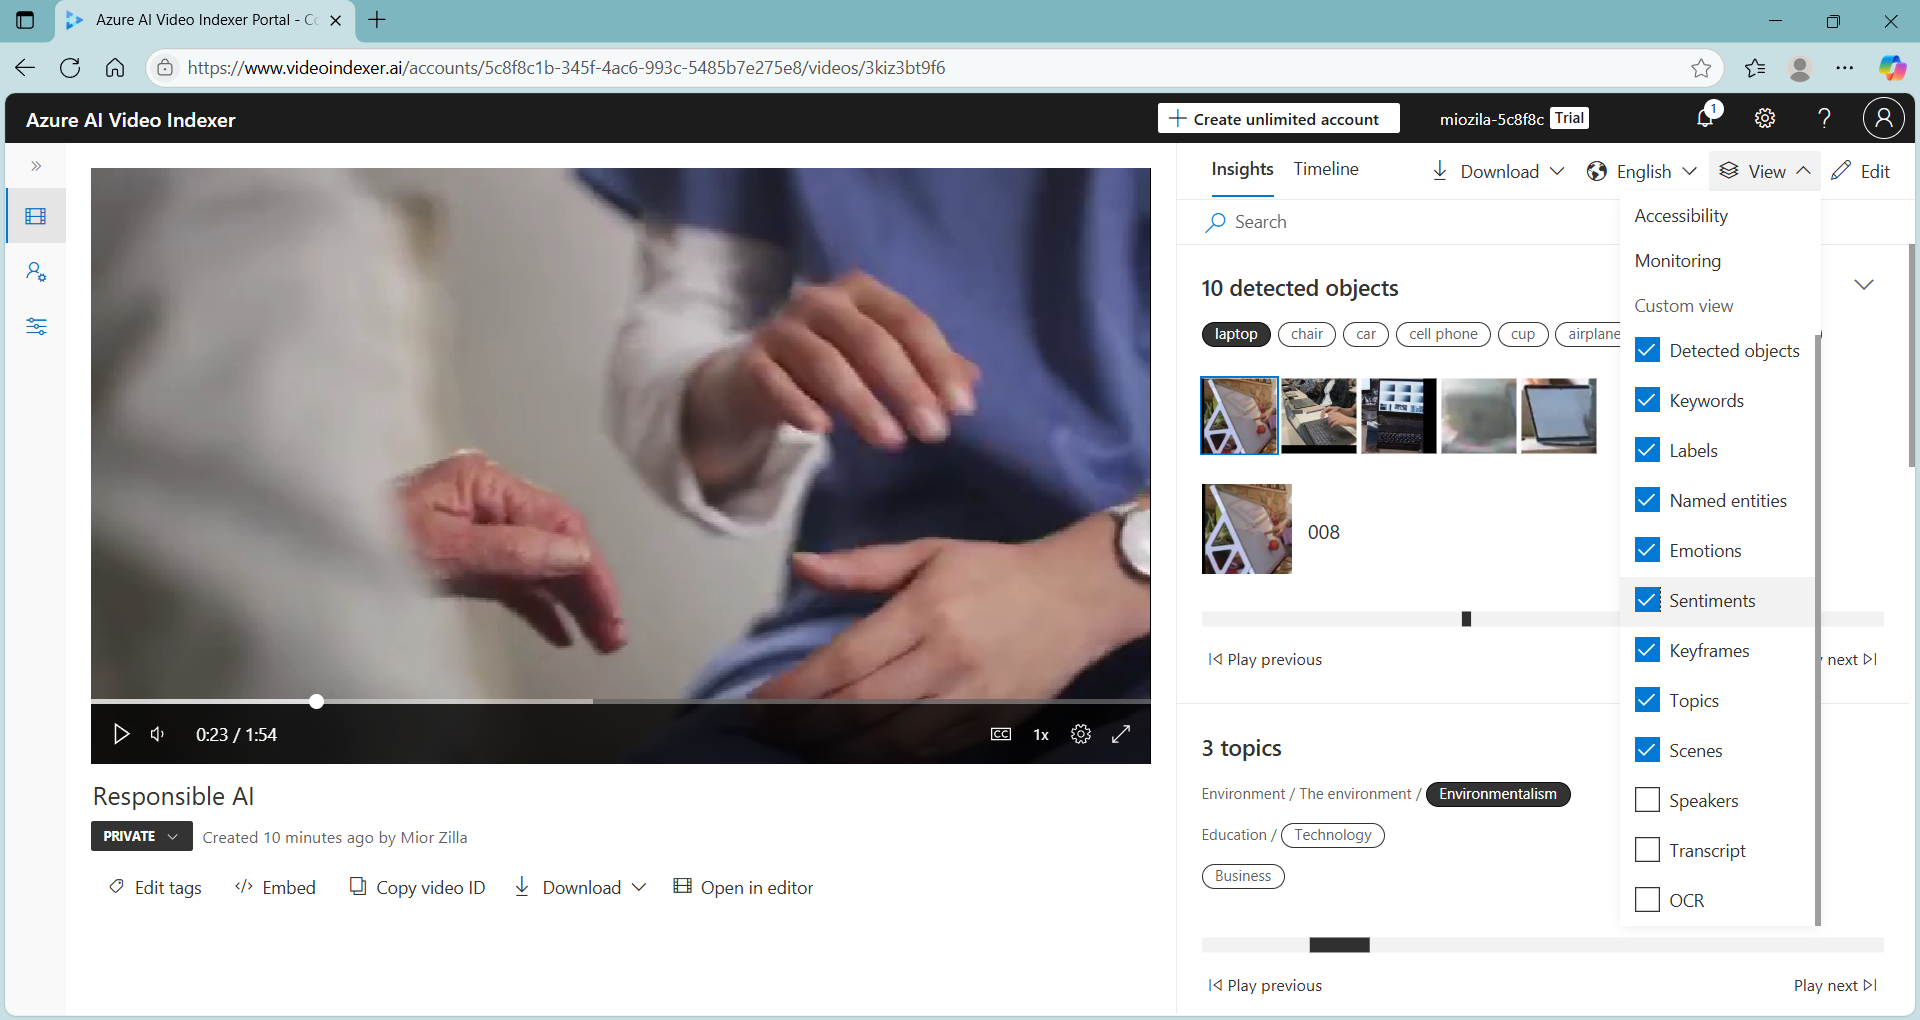 Azure AI Video Indexer Portal - Co
https://www.videoindexer.ai/accounts/5c8f8c1b-345f-4ac6-993c-5485b7e275e8/videos/3kiz3bt9f6
Azure AI Video Indexer
Create unlimited account
miozila-5c8f8c Trial
1
Insights Timeline Download English View Edit
Search
Accessibility
Monitoring
Custom view
Detected objects
Keywords
Labels
Named entities
Emotions
Sentiments
Keyframes
Topics
Scenes
Speakers
Transcript
OCR
10 detected objects
laptop chair car cell phone cup airplane
008
Play previous next
3 topics
Environment / The environment / Environmentalism
Education / Technology
Business
Play previous Play next
0:23 / 1:54
CC 1x
Responsible AI
PRIVATE Created 10 minutes ago by Mior Zilla
Edit tags </> Embed Copy video ID Download Open in editor